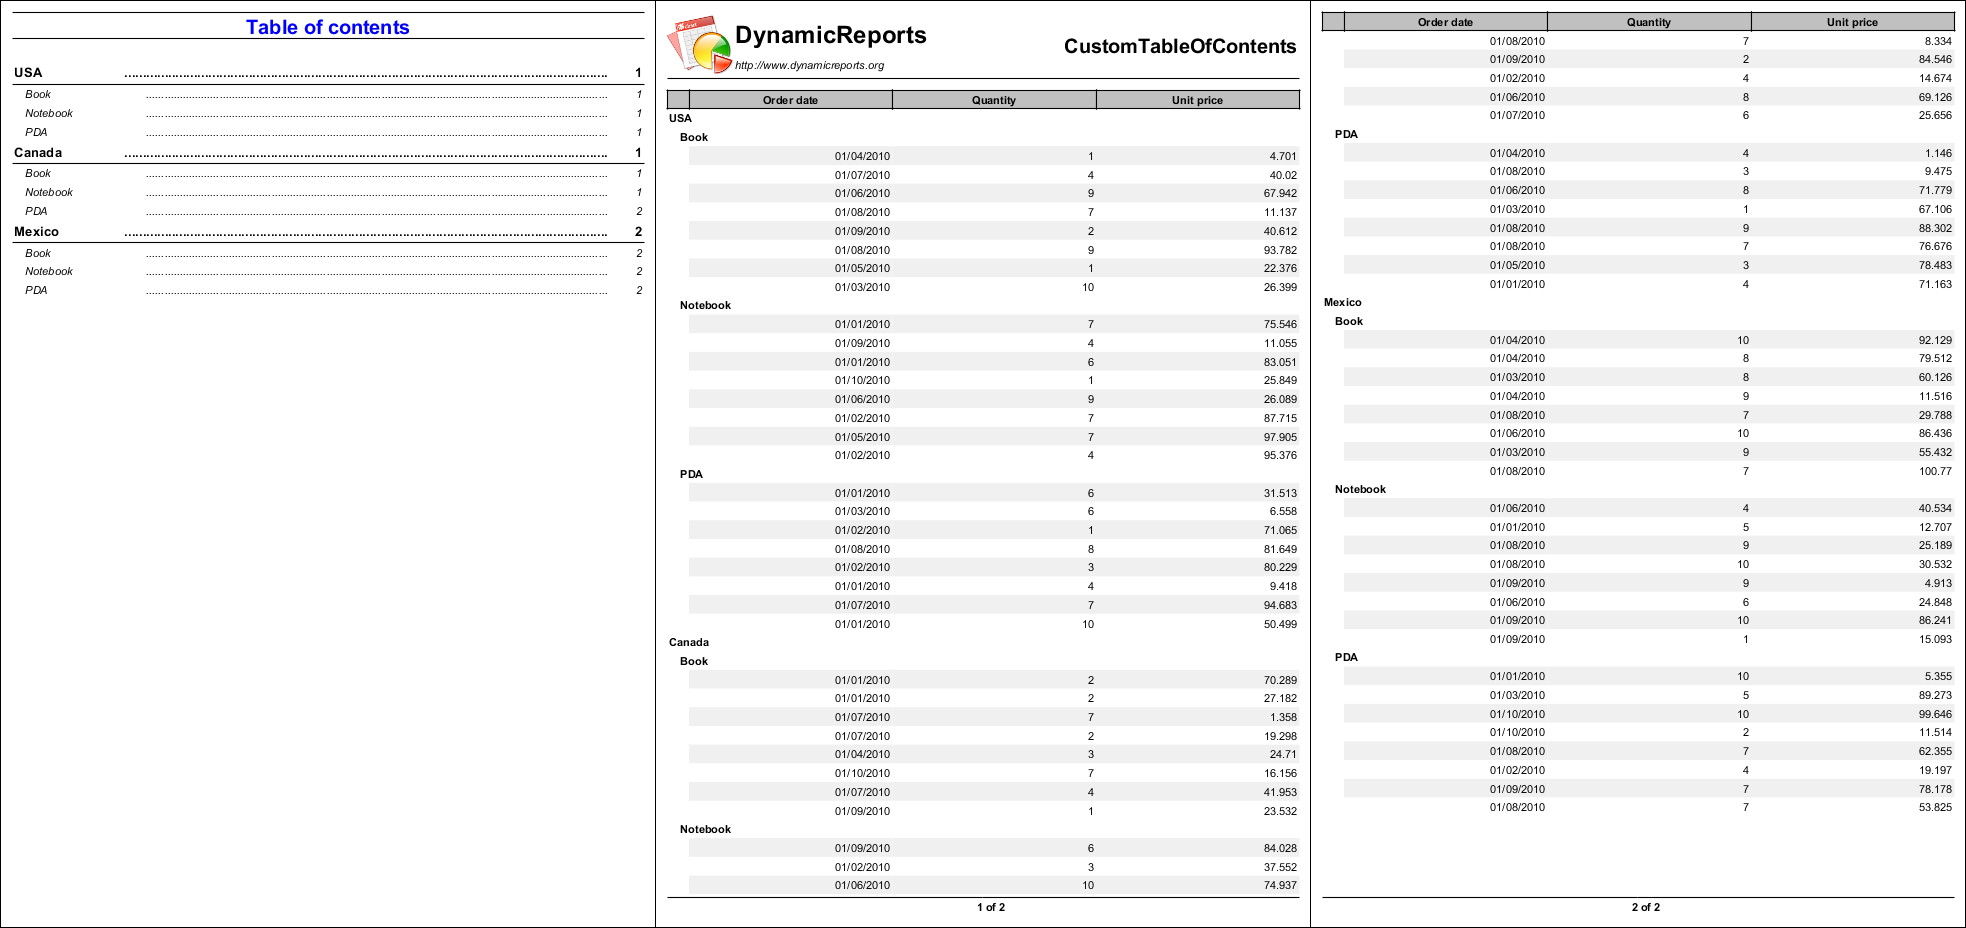 Table of contents
USA ........................................................................ 1
Book ........................................................................ 1
Notebook ........................................................................ 1
PDA ........................................................................ 1
Canada ........................................................................ 1
Book ........................................................................ 1
Notebook ........................................................................ 1
PDA ........................................................................ 2
Mexico ........................................................................ 2
Book ........................................................................ 2
Notebook ........................................................................ 2
PDA ........................................................................ 2
DynamicReports
http://www.dynamicreports.org
CustomTableOfContents
Order date Quantity Unit price
USA
Book
01/04/2010 1 4.701
01/07/2010 4 40.02
01/06/2010 9 67.942
01/08/2010 7 11.137
01/09/2010 2 40.612
01/08/2010 9 93.782
01/05/2010 1 22.376
01/03/2010 10 26.399
Notebook
01/01/2010 7 75.546
01/09/2010 4 11.055
01/01/2010 6 83.051
01/10/2010 1 25.849
01/06/2010 9 26.089
01/02/2010 7 87.715
01/05/2010 7 97.905
01/02/2010 4 95.376
PDA
01/01/2010 6 31.513
01/03/2010 6 6.558
01/02/2010 1 71.065
01/08/2010 8 81.649
01/02/2010 3 80.229
01/01/2010 4 9.418
01/07/2010 7 94.683
01/01/2010 10 50.499
Canada
Book
01/01/2010 2 70.289
01/01/2010 2 27.182
01/07/2010 7 1.358
01/07/2010 2 19.298
01/04/2010 3 24.71
01/10/2010 7 16.156
01/07/2010 4 41.953
01/09/2010 1 23.532
Notebook
01/09/2010 6 84.028
01/02/2010 3 37.552
01/06/2010 10 74.937
1 of 2
Order date Quantity Unit price
01/08/2010 7 8.334
01/09/2010 2 84.546
01/02/2010 4 14.674
01/06/2010 8 69.126
01/07/2010 6 25.656
PDA
01/04/2010 4 1.146
01/08/2010 3 9.475
01/06/2010 8 71.779
01/03/2010 1 67.106
01/08/2010 9 88.302
01/08/2010 7 76.676
01/05/2010 3 78.483
01/01/2010 4 71.163
Mexico
Book
01/04/2010 10 92.129
01/04/2010 8 79.512
01/03/2010 8 60.126
01/04/2010 9 11.516
01/08/2010 7 29.788
01/06/2010 10 86.436
01/03/2010 9 55.432
01/08/2010 7 100.77
Notebook
01/06/2010 4 40.534
01/01/2010 5 12.707
01/08/2010 9 25.189
01/08/2010 10 30.532
01/09/2010 9 4.913
01/06/2010 6 24.848
01/09/2010 10 86.241
01/09/2010 1 15.093
PDA
01/01/2010 10 5.355
01/03/2010 5 89.273
01/10/2010 10 99.646
01/10/2010 2 11.514
01/08/2010 7 62.355
01/02/2010 4 19.197
01/09/2010 7 78.178
01/08/2010 7 53.825
2 of 2